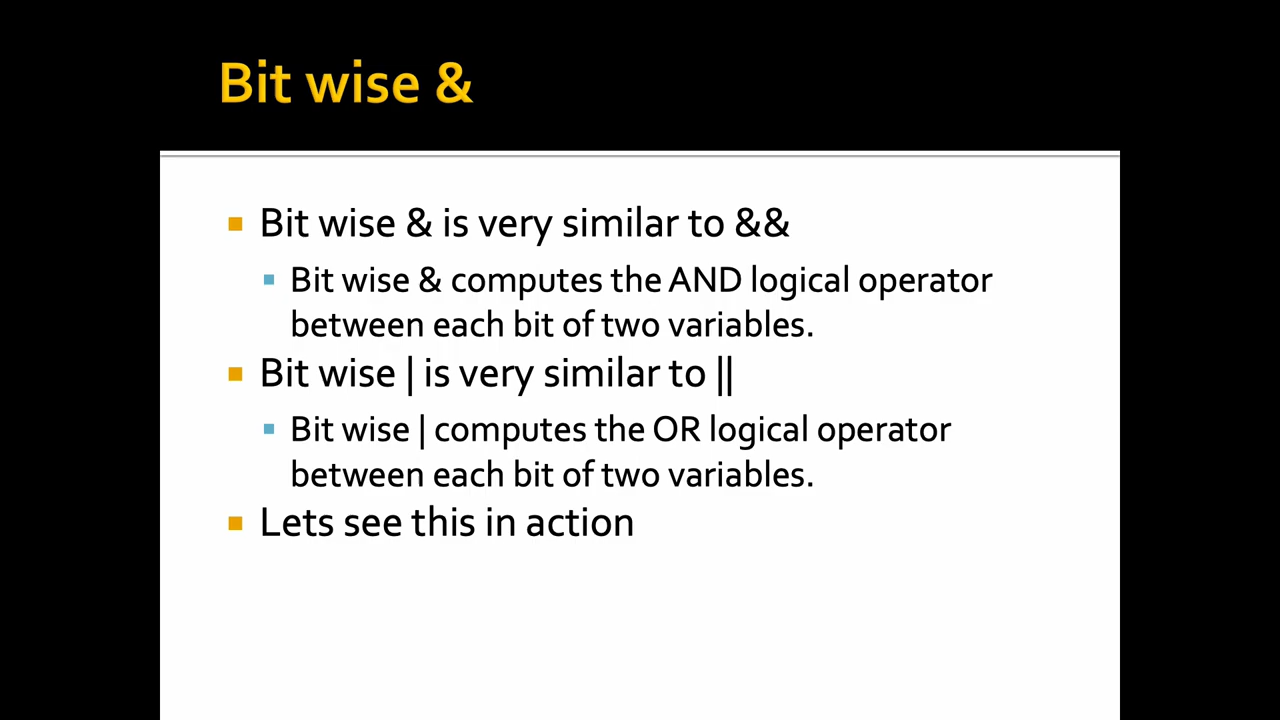 Bit wise &
Bit wise & is very similar to &&
Bit wise & computes the AND logical operator
between each bit of two variables.
Bit wise | is very similar to ||
Bit wise | computes the OR logical operator
between each bit of two variables.
Lets see this in action